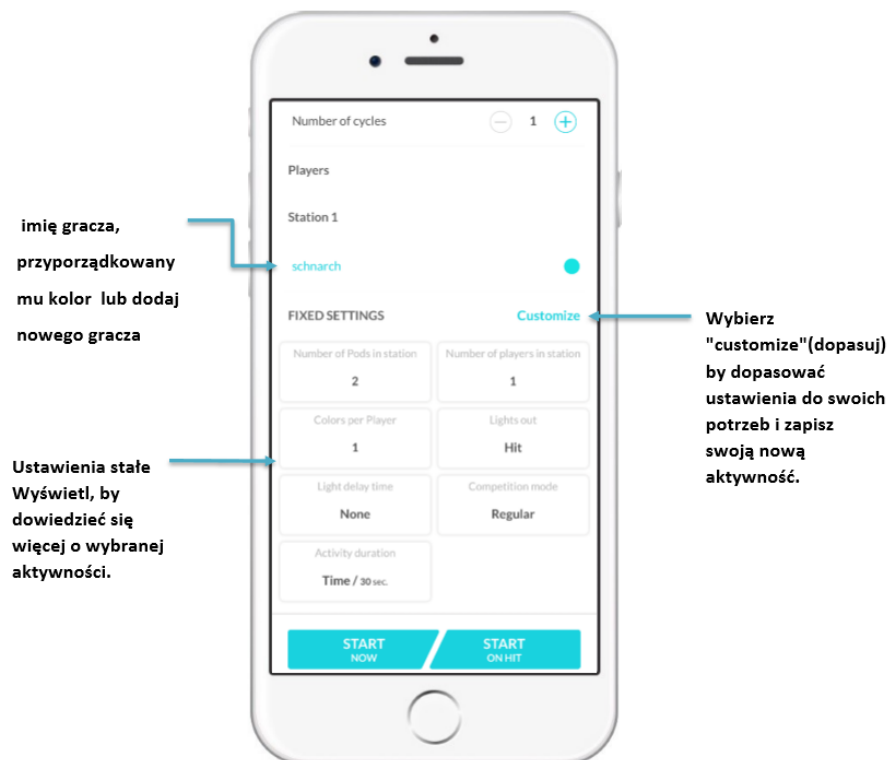 Number of cycles 1
Players
Station 1
schnarch
FIXED SETTINGS Customize
Number of Pods in station
2
Number of players in station
1
Colors per Player
1
Lights out
Hit
Light delay time
None
Competition mode
Regular
Activity duration
Time / 30 sec.
START
NOW
START
ON HIT
imię gracza,
przyporządkowany
mu kolor lub dodaj
nowego gracza
Ustawienia stałe
Wyświetl, by
dowiedzieć się
więcej o wybranej
aktywności.
Wybierz
"customize"(dopasuj)
by dopasować
ustawienia do swoich
potrzeb i zapisz
swoją nową
aktywność.